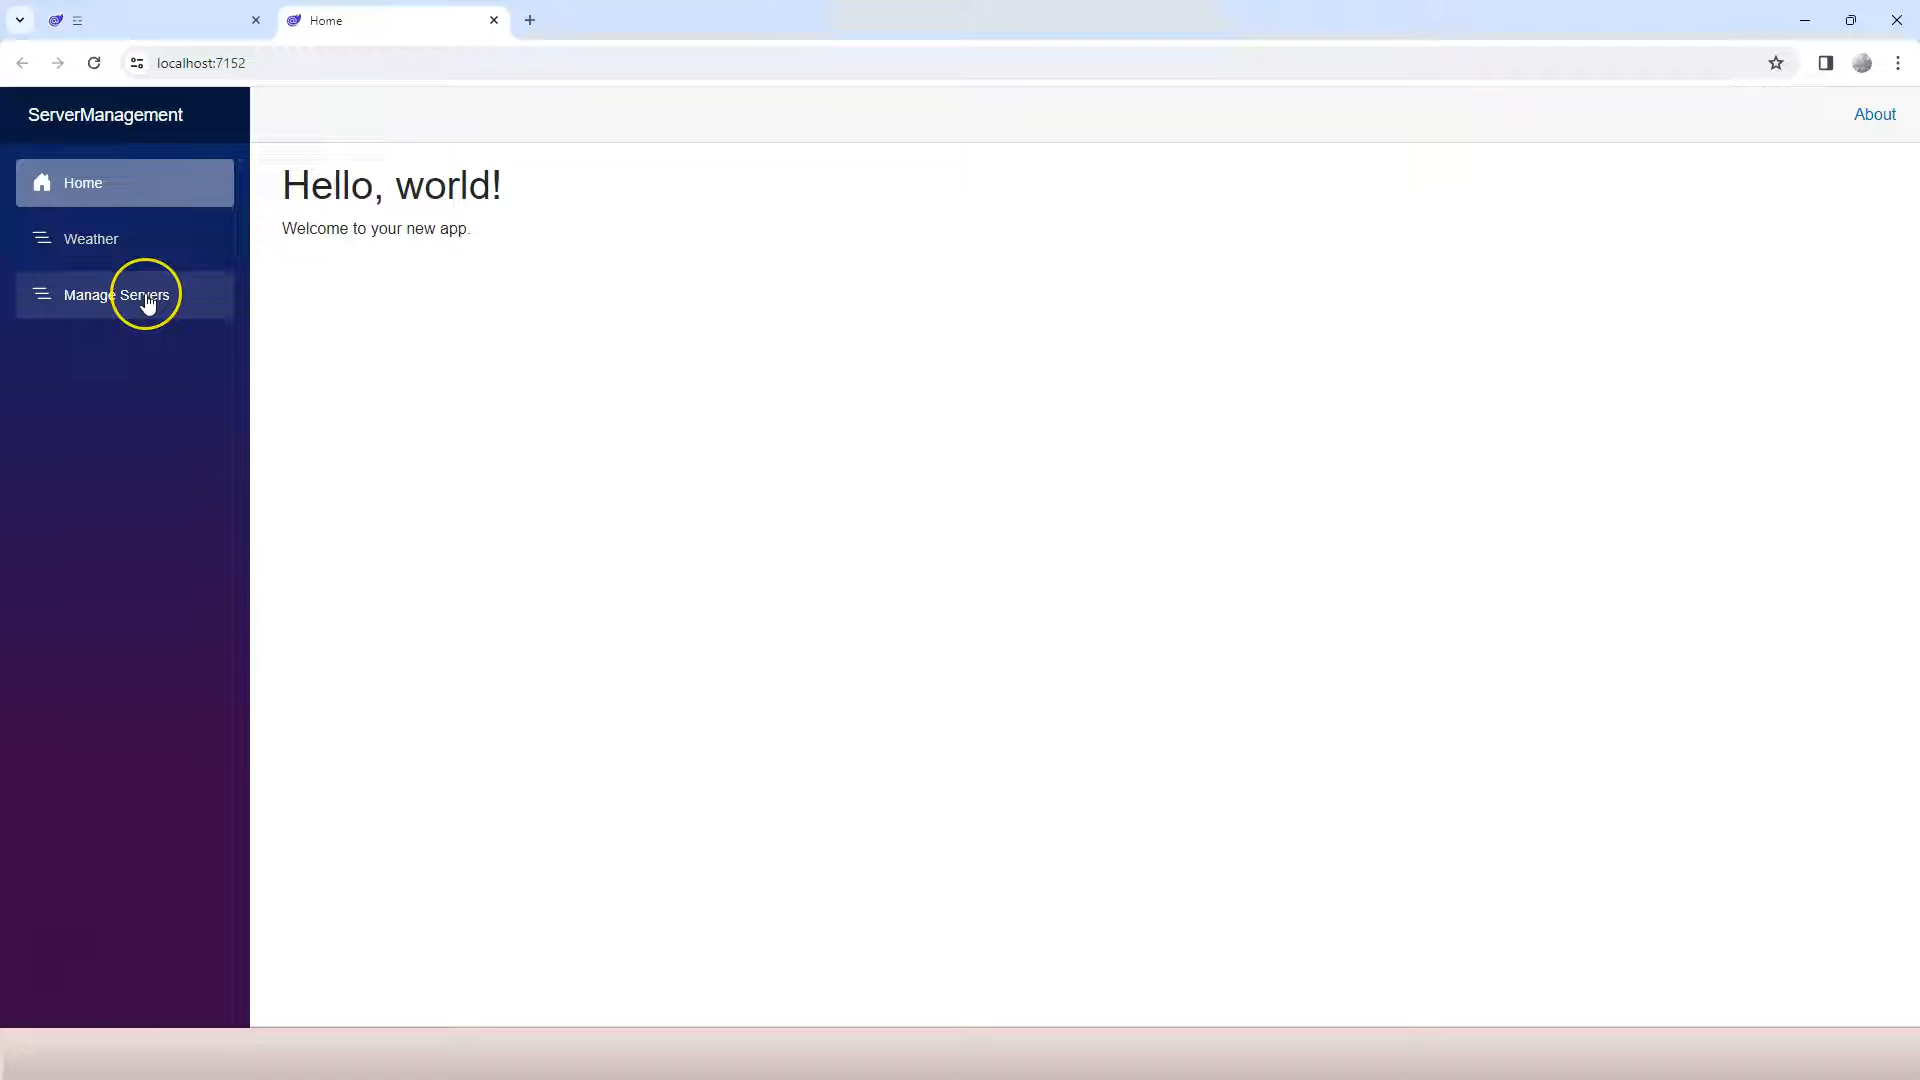 Home
localhost:7152
ServerManagement
About
Home
Weather
Manage Servers
Hello, world!
Welcome to your new app.